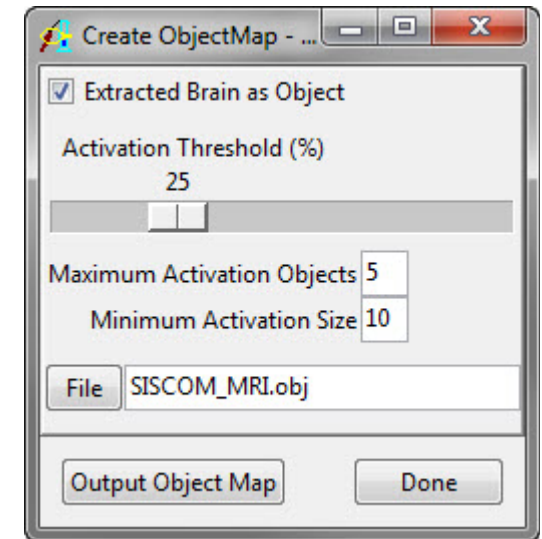 Create ObjectMap - ...
Extracted Brain as Object
Activation Threshold (%)
25
Maximum Activation Objects 5
Minimum Activation Size 10
File SISCOM_MRI.obj
Output Object Map Done